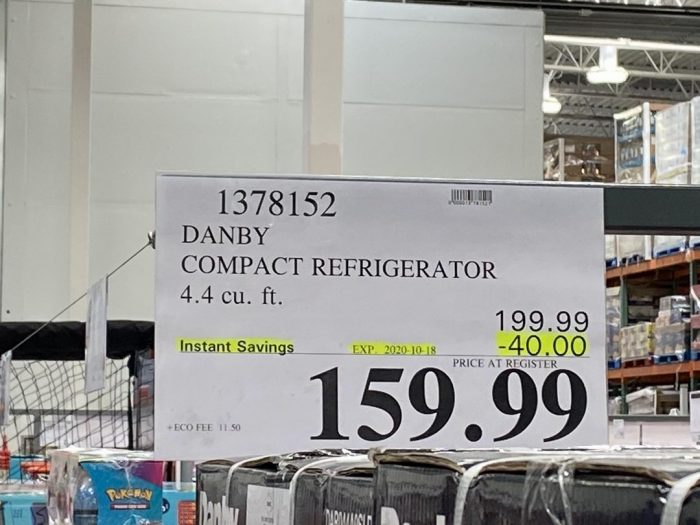 1378152
DANBY
COMPACT REFRIGERATOR
4.4 cu. ft.
199.99
Instant Savings EXP. 2020-10-18 -40.00
PRICE AT REGISTER
159.99
+ECO FEE 11.50
POKéMON
Danby